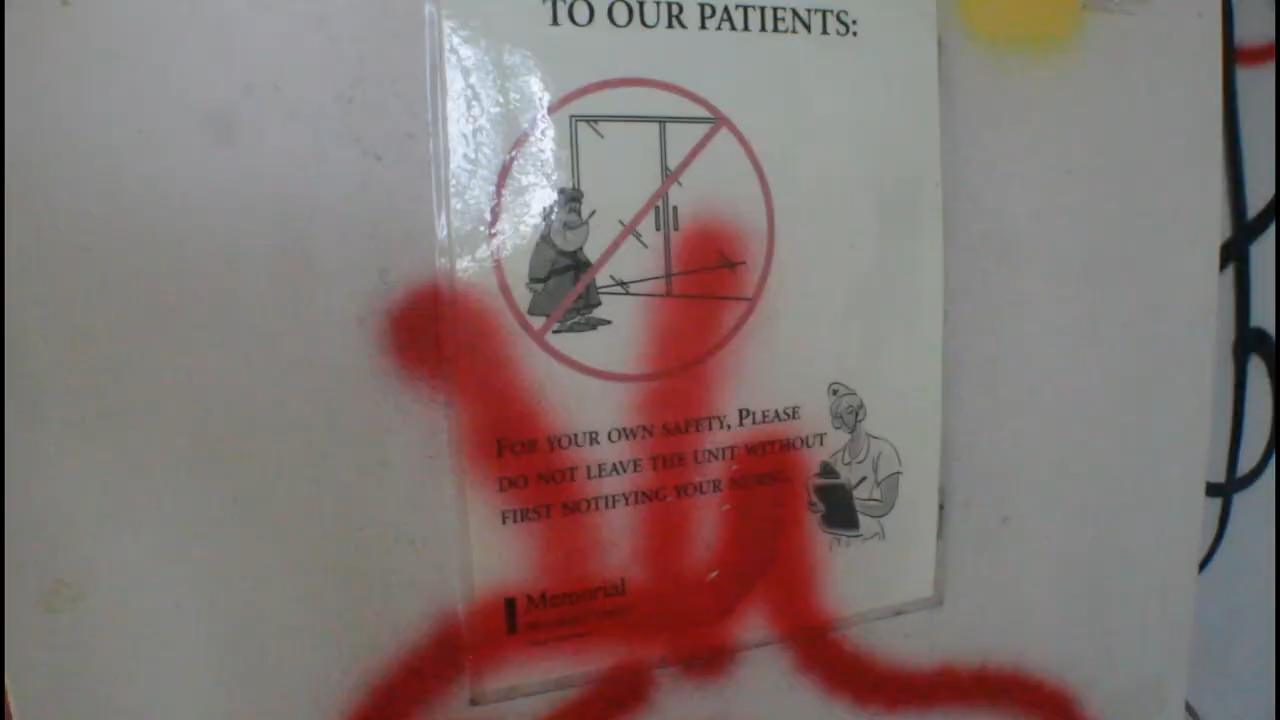 TO OUR PATIENTS:
FOR YOUR OWN SAFETY, PLEASE
DO NOT LEAVE THE UNIT WITHOUT
FIRST NOTIFYING YOUR NURSE.
Memorial